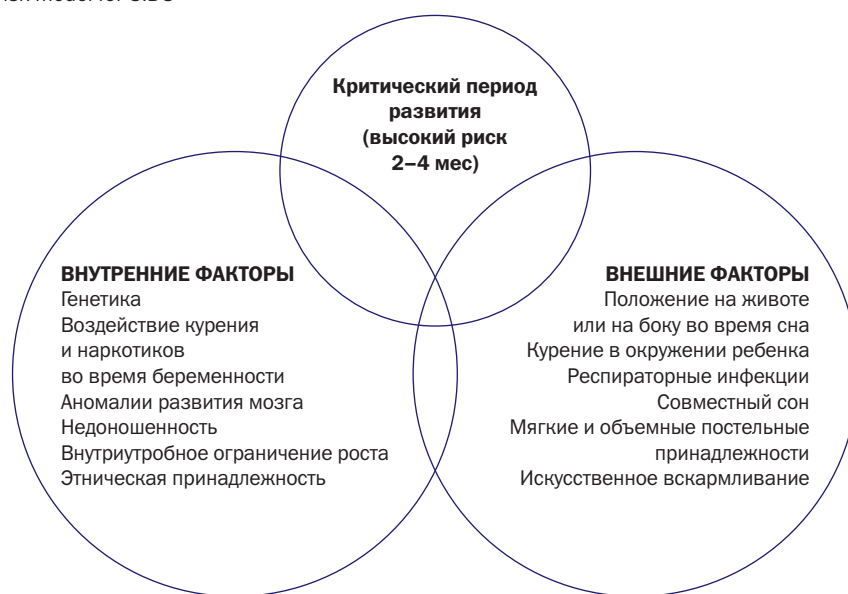 Критический период
развития
(высокий риск
2–4 мес)
ВНУТРЕННИЕ ФАКТОРЫ
Генетика
Воздействие курения
и наркотиков
во время беременности
Аномалии развития мозга
Недоношенность
Внутриутробное ограничение роста
Этническая принадлежность
ВНЕШНИЕ ФАКТОРЫ
Положение на животе
или на боку во время сна
Курение в окружении ребенка
Респираторные инфекции
Совместный сон
Мягкие и объемные постельные
принадлежности
Искусственное вскармливание